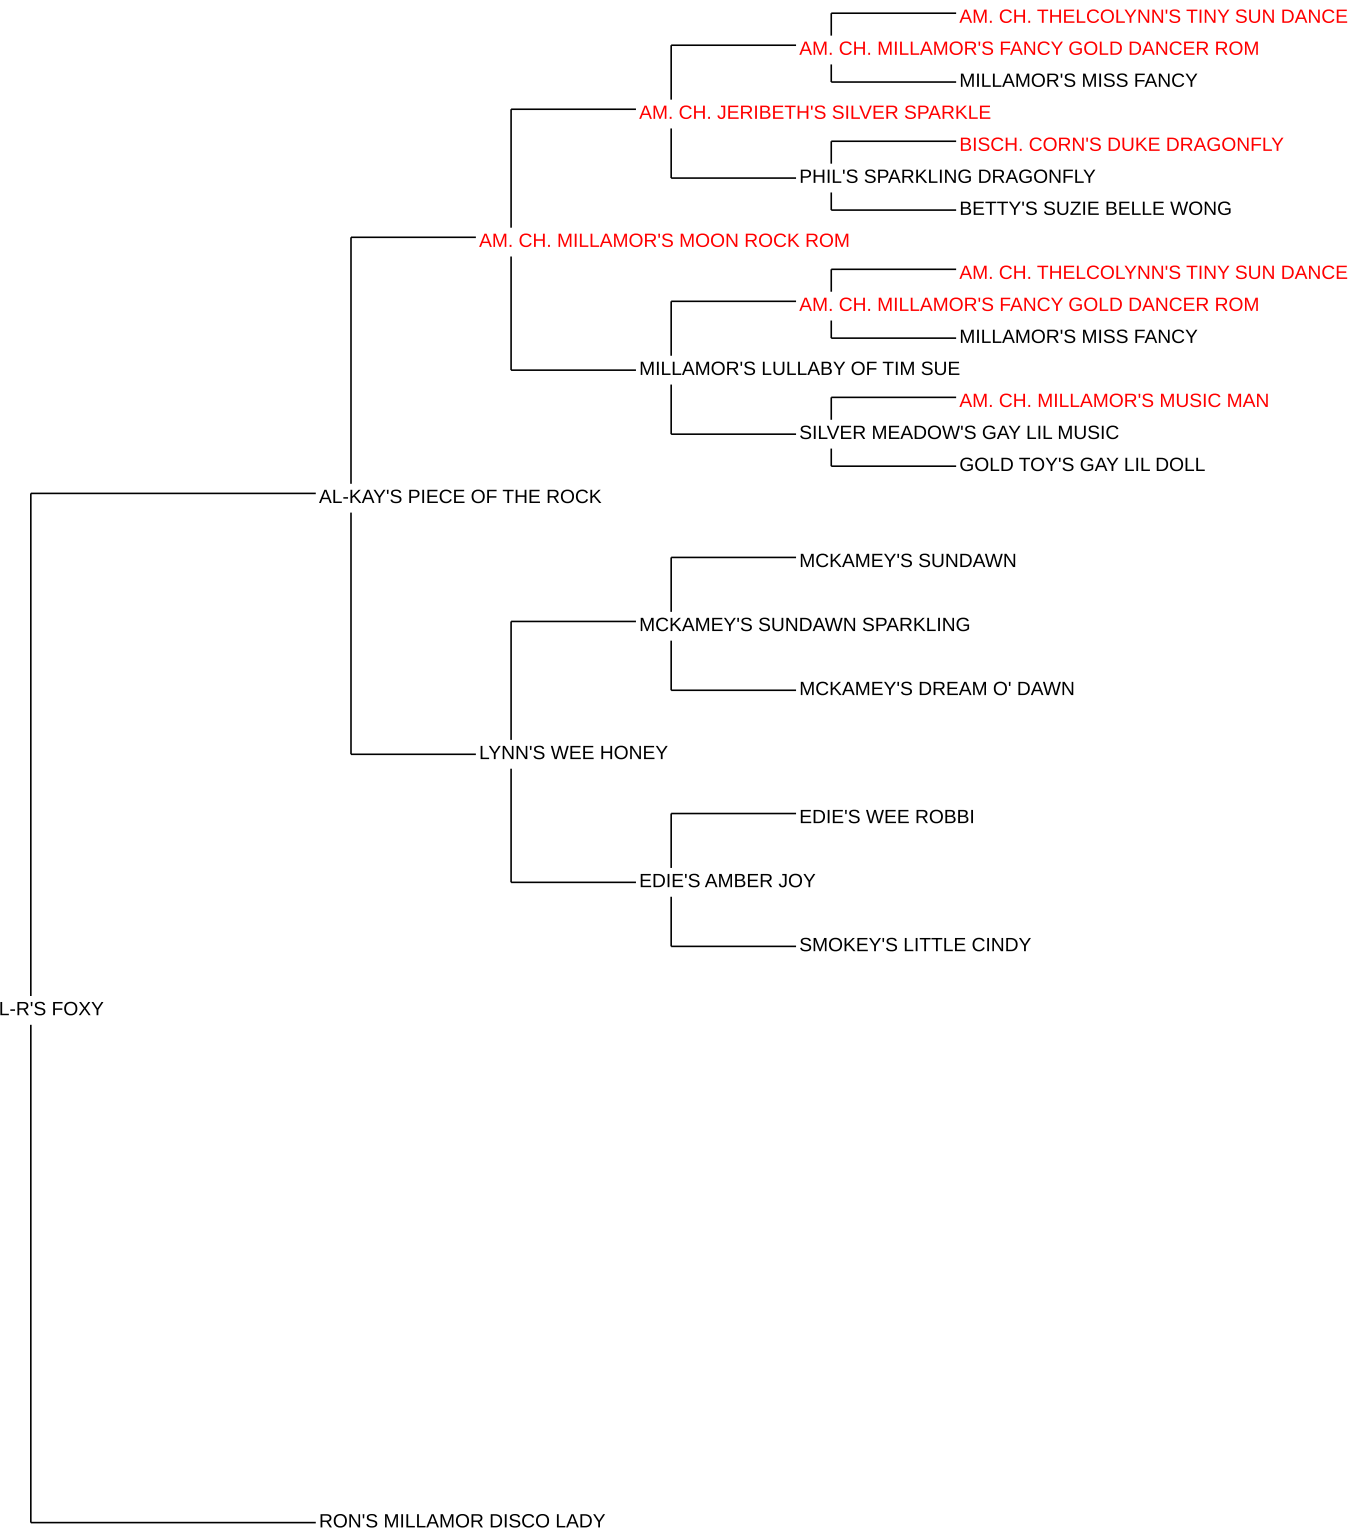 AM. CH. THELCOLYNN'S TINY SUN DANCE
AM. CH. MILLAMOR'S FANCY GOLD DANCER ROM
MILLAMOR'S MISS FANCY
AM. CH. JERIBETH'S SILVER SPARKLE
BISCH. CORN'S DUKE DRAGONFLY
PHIL'S SPARKLING DRAGONFLY
BETTY'S SUZIE BELLE WONG
AM. CH. MILLAMOR'S MOON ROCK ROM
AM. CH. THELCOLYNN'S TINY SUN DANCE
AM. CH. MILLAMOR'S FANCY GOLD DANCER ROM
MILLAMOR'S MISS FANCY
MILLAMOR'S LULLABY OF TIM SUE
AM. CH. MILLAMOR'S MUSIC MAN
SILVER MEADOW'S GAY LIL MUSIC
GOLD TOY'S GAY LIL DOLL
AL-KAY'S PIECE OF THE ROCK
MCKAMEY'S SUNDAWN
MCKAMEY'S SUNDAWN SPARKLING
MCKAMEY'S DREAM O' DAWN
LYNN'S WEE HONEY
EDIE'S WEE ROBBI
EDIE'S AMBER JOY
SMOKEY'S LITTLE CINDY
L-R'S FOXY
RON'S MILLAMOR DISCO LADY